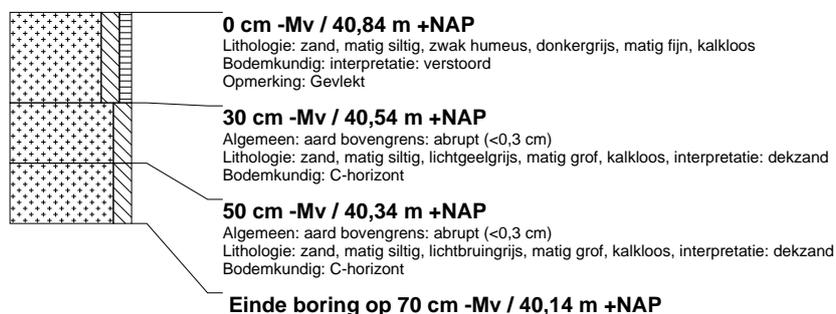 0 cm -Mv / 40,84 m +NAP
Lithologie: zand, matig siltig, zwak humeus, donkergrijs, matig fijn, kalkloos
Bodemkundig: interpretatie: verstoord
Opmerking: Gevlekt
30 cm -Mv / 40,54 m +NAP
Algemeen: aard bovengrens: abrupt (<0,3 cm)
Lithologie: zand, matig siltig, lichtgeelgrijs, matig grof, kalkloos, interpretatie: dekzand
Bodemkundig: C-horizont
50 cm -Mv / 40,34 m +NAP
Algemeen: aard bovengrens: abrupt (<0,3 cm)
Lithologie: zand, matig siltig, lichtbruingrijs, matig grof, kalkloos, interpretatie: dekzand
Bodemkundig: C-horizont
Einde boring op 70 cm -Mv / 40,14 m +NAP